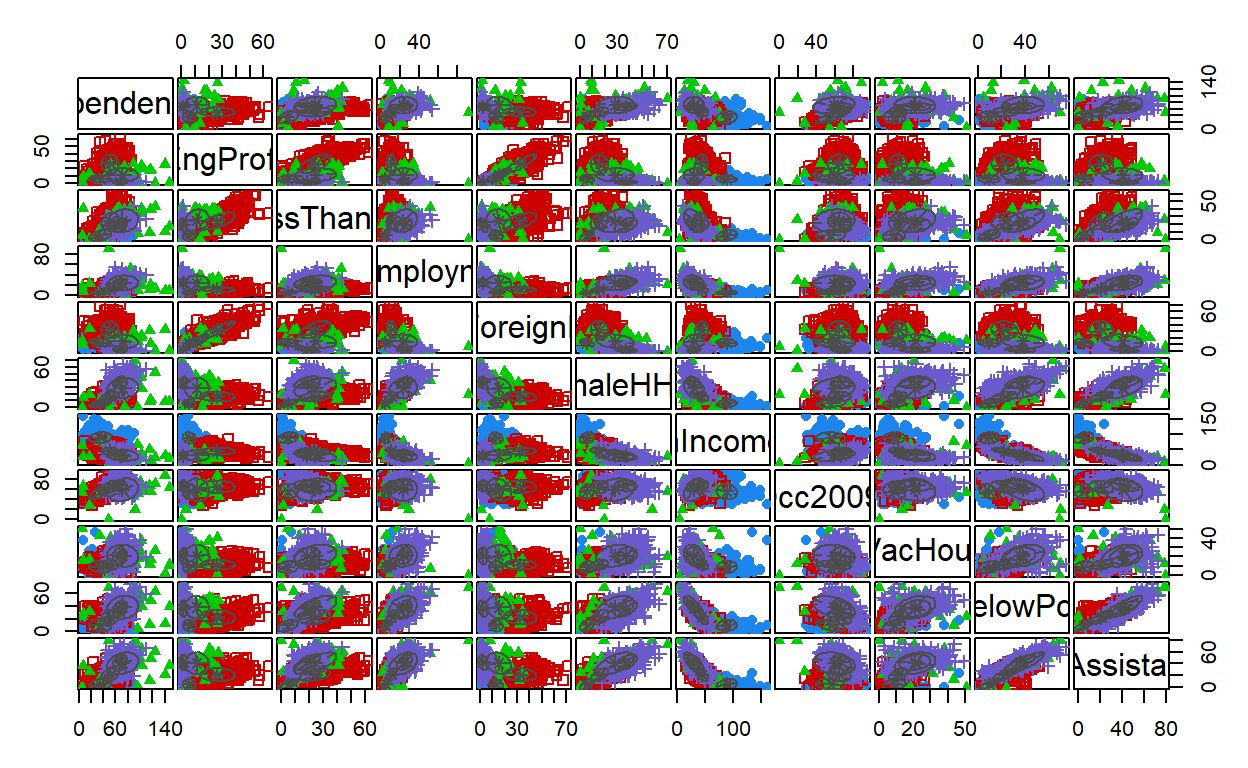 0 30 60 0 40 0 30 70 0 40 0 40
penden 0 140
0 50 ingProf
ssThan 0 50
0 80 mployn
oreign 0 60
0 60 maleHH
Incom 0 150
0 80 cc2009
VacHou 0 40
0 60 elowPo
Assista 0 60
0 60 140 0 30 60 0 30 70 0 100 0 20 50 0 40 80